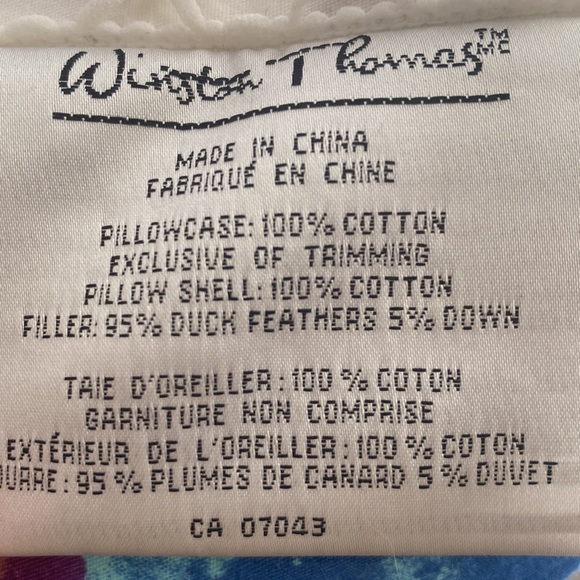 Winston Thomas TM MC
MADE IN CHINA
FABRIQUÉ EN CHINE
PILLOWCASE: 100% COTTON
EXCLUSIVE OF TRIMMING
PILLOW SHELL: 100% COTTON
FILLER: 95% DUCK FEATHERS 5% DOWN
TAIE D'OREILLER: 100% COTON
GARNITURE NON COMPRISE
EXTÉRIEUR DE L'OREILLER: 100% COTON
OURRE: 95% PLUMES DE CANARD 5% DUVET
CA 07043